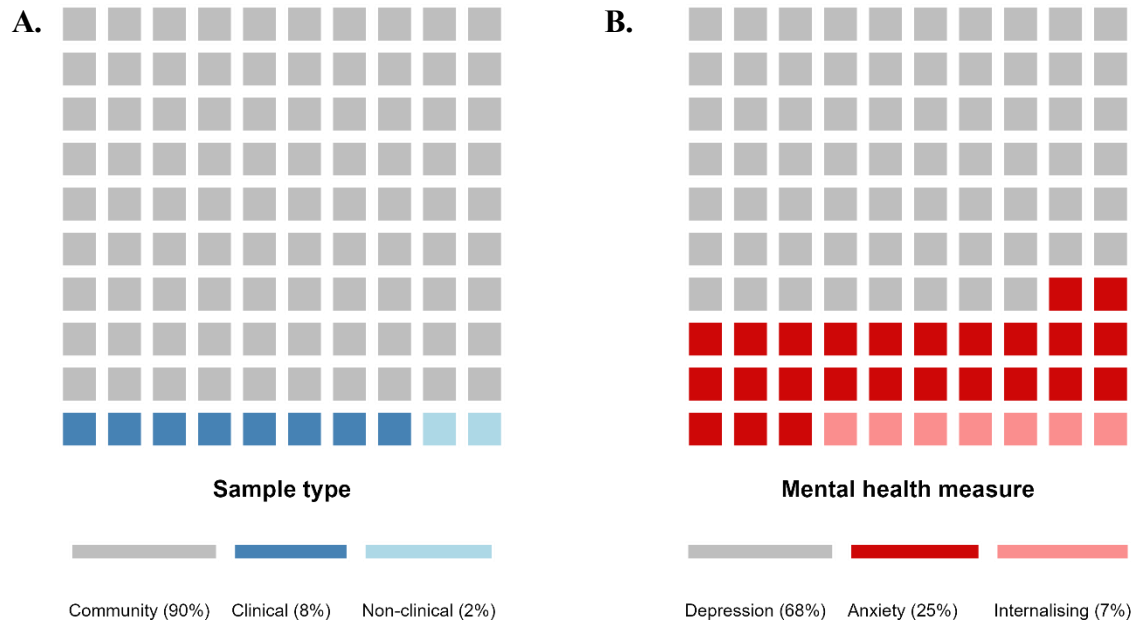 A.
B.
Sample type
Mental health measure
Community (90%) Clinical (8%) Non-clinical (2%)
Depression (68%) Anxiety (25%) Internalising (7%)